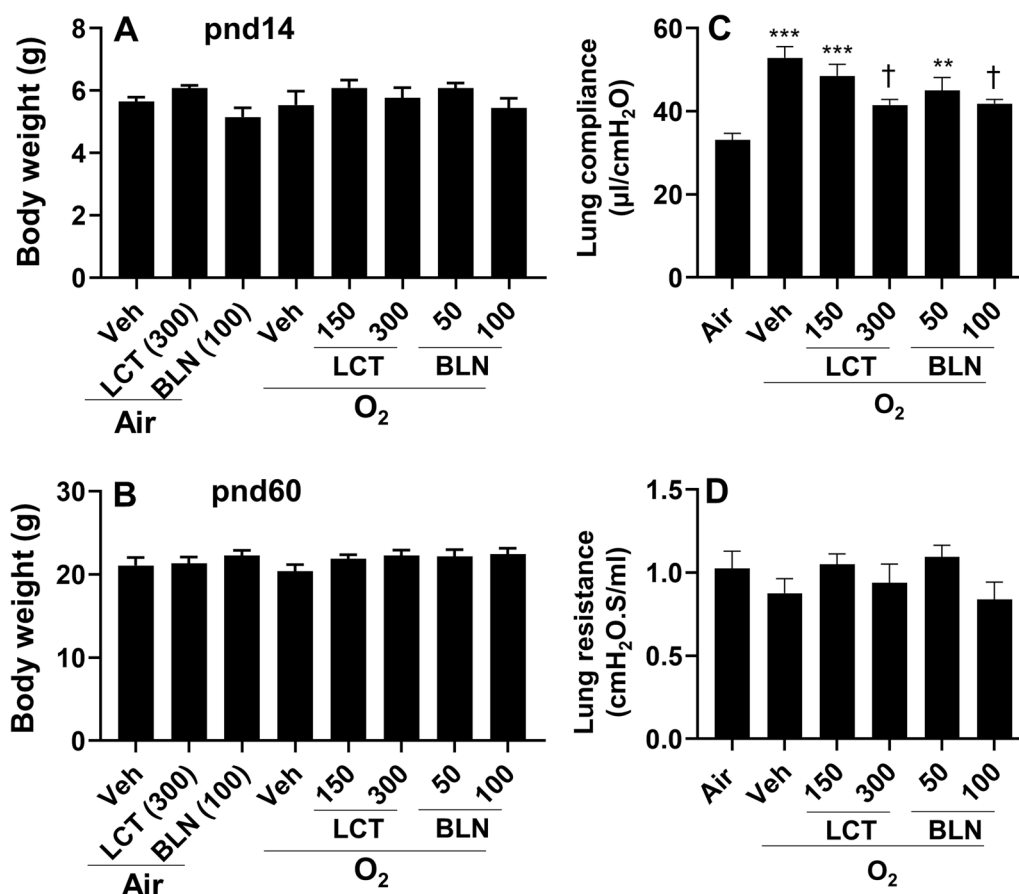 A pnd14
Body weight (g)
8
6
4
2
0
Veh
LCT (300)
BLN (100)
Veh
150
300
50
100
LCT
BLN
Air
O₂
C
Lung compliance
(µl/cmH₂O)
60
40
20
0
***
***
†
**
†
Air
Veh
150
300
50
100
LCT
BLN
O₂
B pnd60
Body weight (g)
30
20
10
0
Veh
LCT (300)
BLN (100)
Veh
150
300
50
100
LCT
BLN
Air
O₂
D
Lung resistance
(cmH₂O.S/ml)
1.5
1.0
0.5
0.0
Air
Veh
150
300
50
100
LCT
BLN
O₂